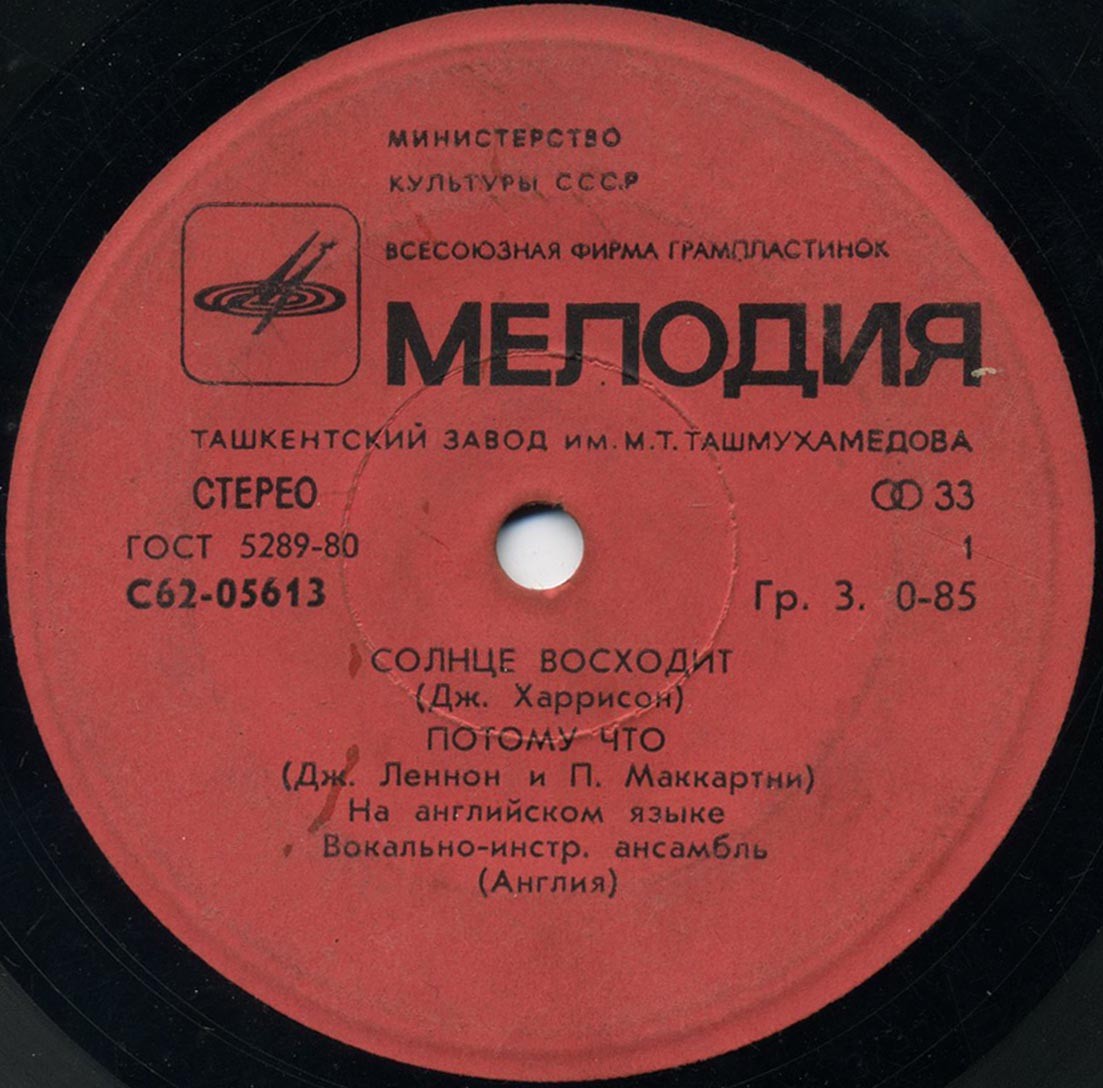 МИНИСТЕРСТВО
КУЛЬТУРЫ СССР
ВСЕСОЮЗНАЯ ФИРМА ГРАМПЛАСТИНОК
МЕЛОДИЯ
ТАШКЕНТСКИЙ ЗАВОД ИМ. М.Т. ТАШМУХАМЕДОВА
СТЕРЕО 33
ГОСТ 5289-80 1
С62-05613 Гр. 3. 0-85
СОЛНЦЕ ВОСХОДИТ
(Дж. Харрисон)
ПОТОМУ ЧТО
(Дж. Леннон и П. Маккартни)
На английском языке
Вокально-инстр. ансамбль
(Англия)